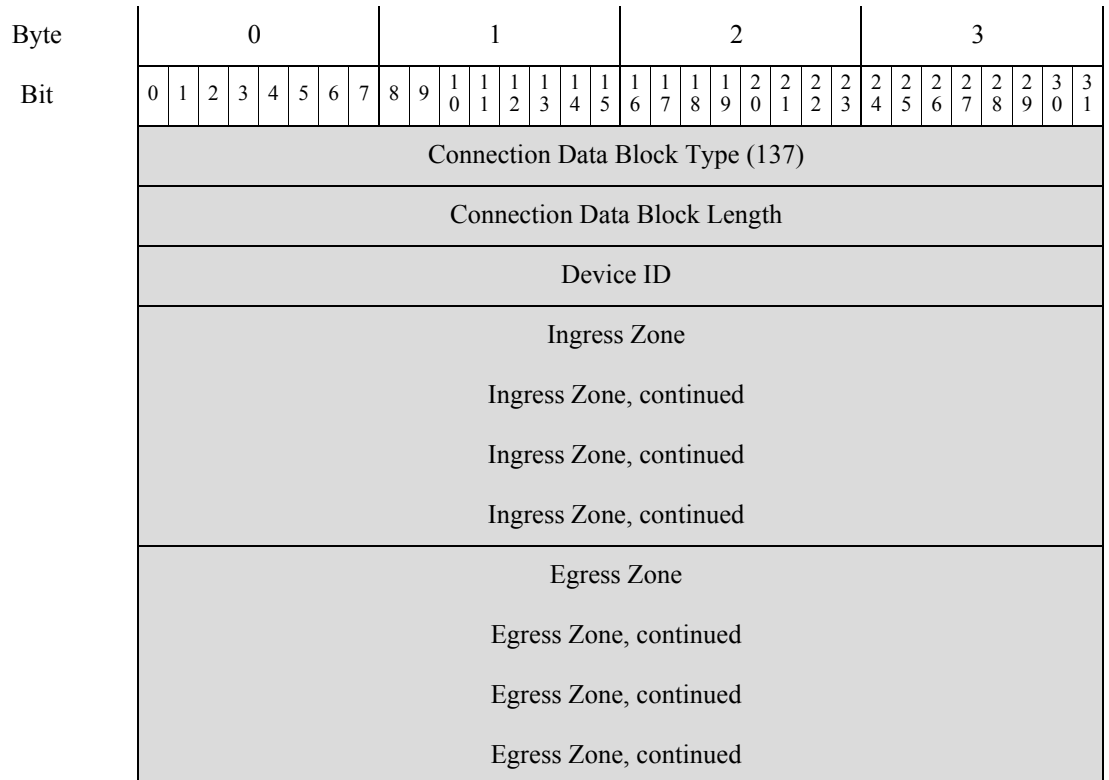 Byte 0 1 2 3
Bit 0 1 2 3 4 5 6 7 8 9 10 11 12 13 14 15 16 17 18 19 20 21 22 23 24 25 26 27 28 29 30 31
Connection Data Block Type (137)
Connection Data Block Length
Device ID
Ingress Zone
Ingress Zone, continued
Ingress Zone, continued
Ingress Zone, continued
Egress Zone
Egress Zone, continued
Egress Zone, continued
Egress Zone, continued